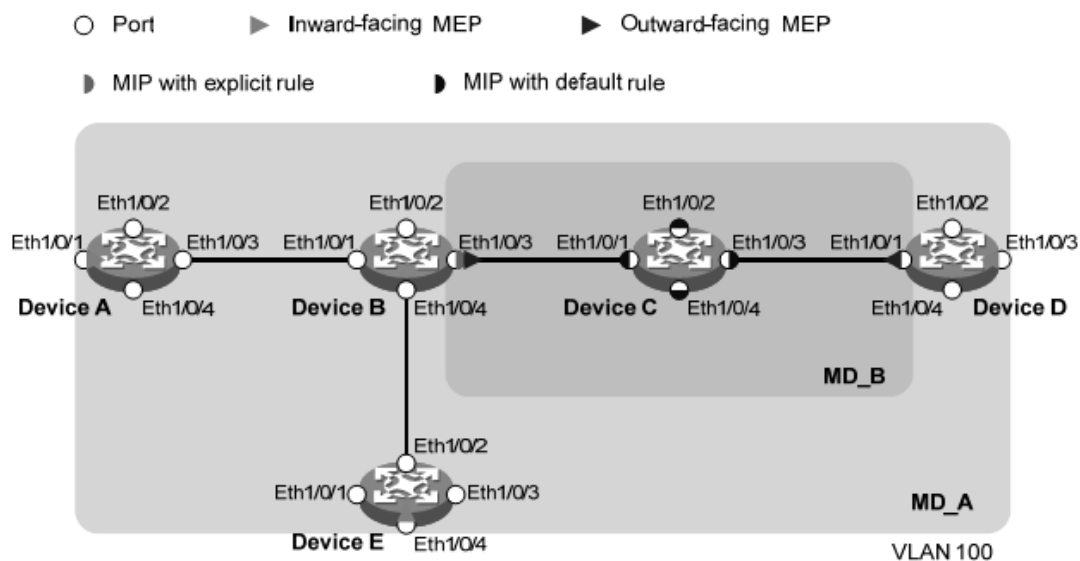 Port Inward-facing MEP Outward-facing MEP
MIP with explicit rule MIP with default rule
Eth1/0/2 Eth1/0/2 Eth1/0/2 Eth1/0/2
Eth1/0/1 Eth1/0/3 Eth1/0/1 Eth1/0/3 Eth1/0/1 Eth1/0/3 Eth1/0/1 Eth1/0/3
Device A Eth1/0/4 Device B Eth1/0/4 Device C Eth1/0/4 Eth1/0/4 Device D
MD_B
Eth1/0/2
Eth1/0/1 Eth1/0/3
MD_A
Device E Eth1/0/4
VLAN 100